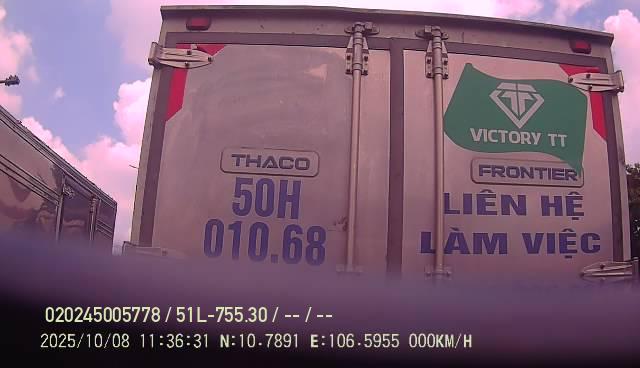 VICTORY TT
THACO
FRONTIER
50H
010.68
LIÊN HỆ
LÀM VIỆC
020245005778 / 51L-755.30 / -- / --
2025/10/08 11:36:31 N:10.7891 E:106.5955 000KM/H